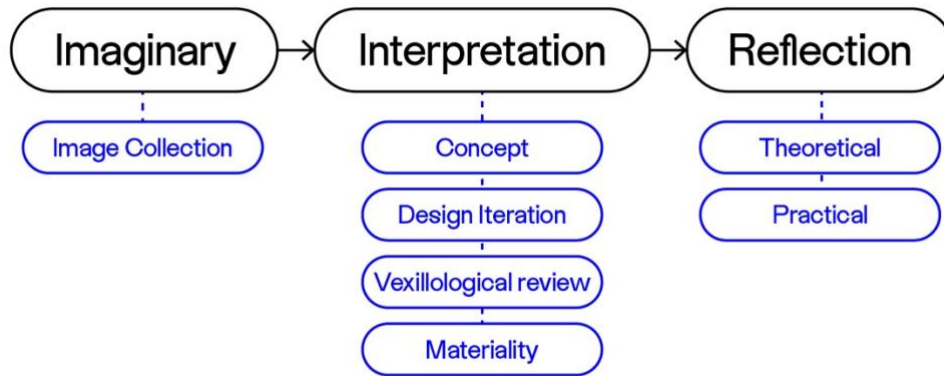 Imaginary
Interpretation
Reflection
Image Collection
Concept
Design Iteration
Vexillological review
Materiality
Theoretical
Practical